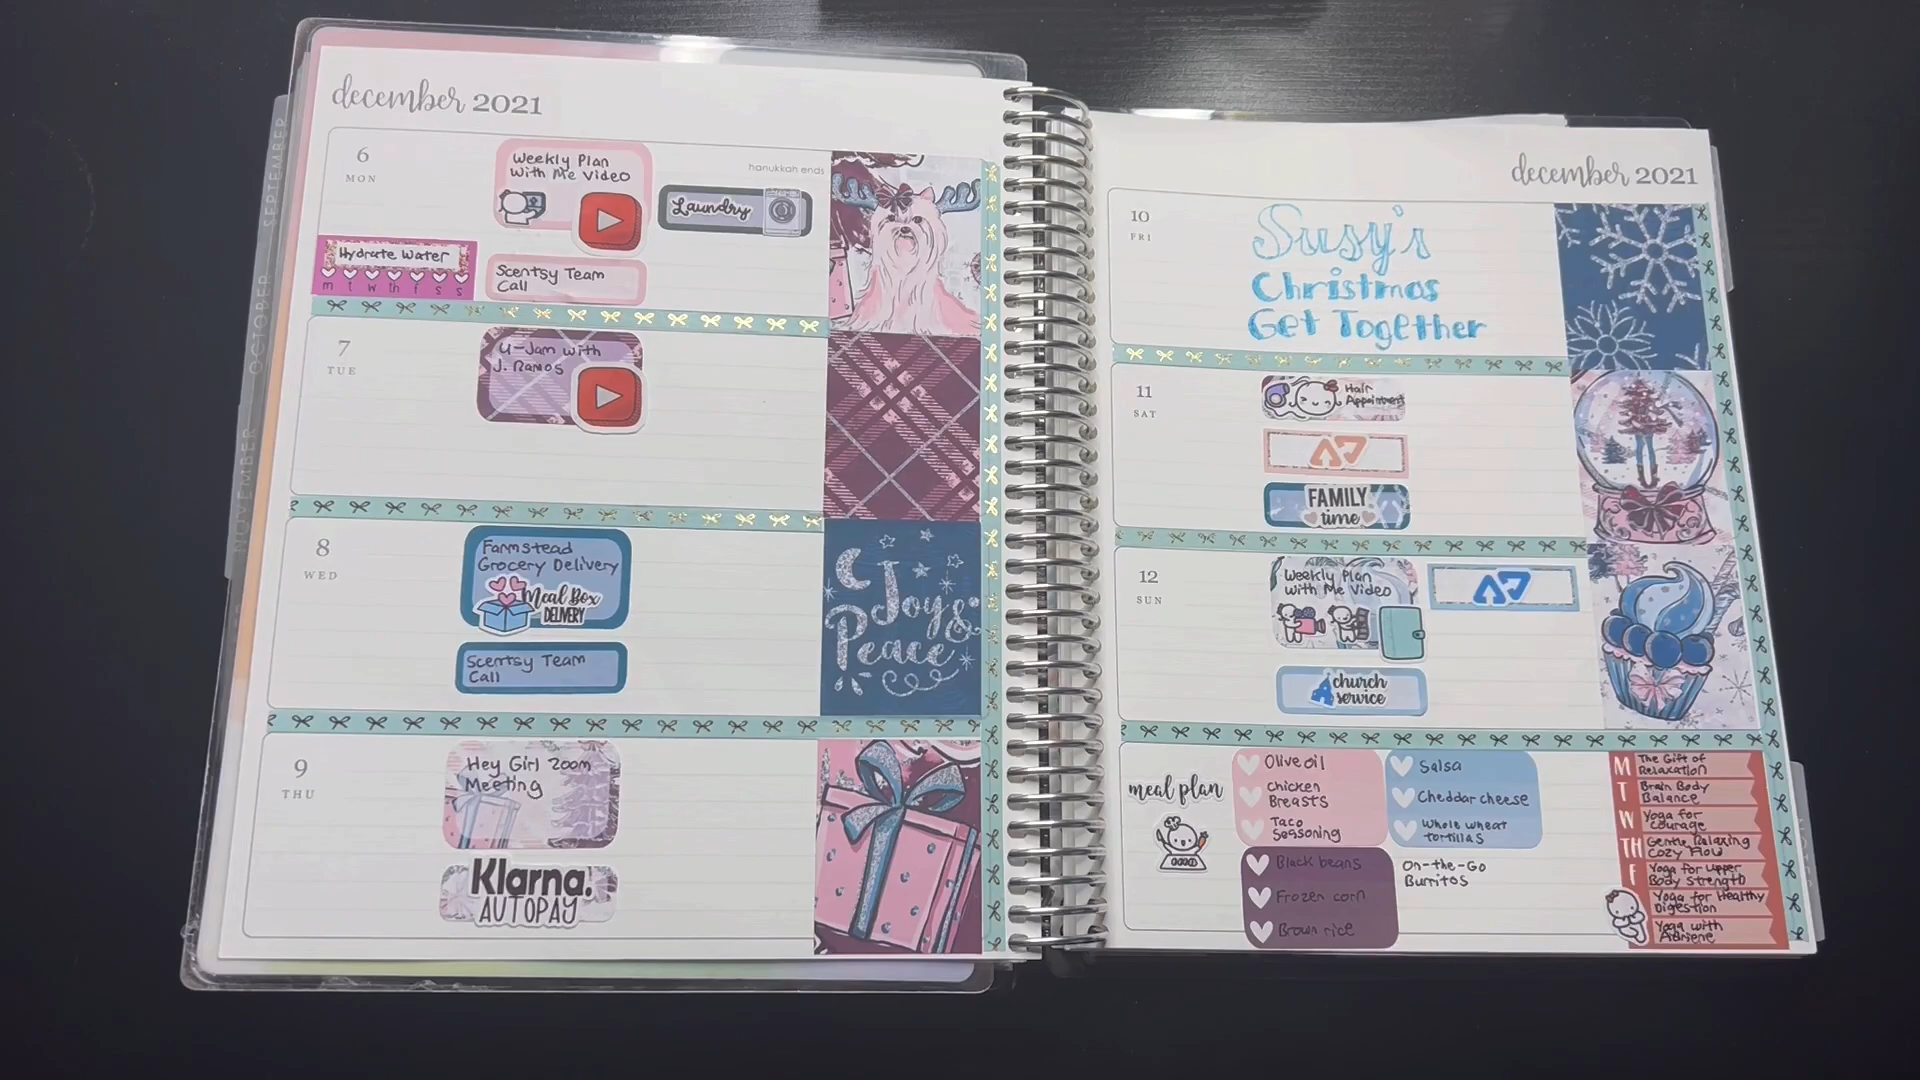 december 2021
6
MON
Weekly Plan
With Me Video
hanukkah ends
Laundry
Hydrate Water
m t w th f s s
Scentsy Team
Call
7
TUE
U-Jam with
J. Ramos
8
WED
Farmstead
Grocery Delivery
Meal Box
DELIVERY
Scentsy Team
Call
Joy &
Peace
9
THU
Hey Girl Zoom
Meeting
Klarna.
AUTOPAY
SEPTEMBER
OCTOBER
NOVEMBER
december 2021
10
FRI
Susy's
Christmas
Get Together
11
SAT
Hair
Appointment
FAMILY
time
12
SUN
Weekly Plan
With Me Video
church
service
meal plan
Olive oil
Chicken
Breasts
Taco
Seasoning
Black beans
Frozen corn
Brown rice
Salsa
Cheddar cheese
Whole wheat
tortillas
On-the-Go
Burritos
M The Gift of
Relaxation
T Brain Body
Balance
W Yoga for
Courage
TH Gentle Relaxing
Cozy Flow
F Yoga for Upper
Body Strength
Yoga for Healthy
Digestion
Yoga with
Adriene